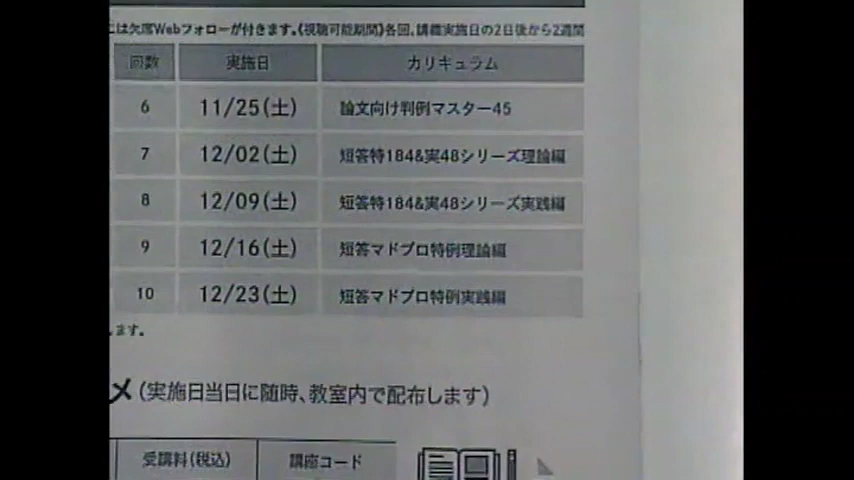 は欠席Webフォローが付きます。《視聴可能期間》各回、講義実施日の2日後から2週間
回数 実施日 カリキュラム
6 11/25(土) 論文向け判例マスター45
7 12/02(土) 短答特184&実48シリーズ理論編
8 12/09(土) 短答特184&実48シリーズ実践編
9 12/16(土) 短答マドプロ特例理論編
10 12/23(土) 短答マドプロ特例実践編
します。
メ(実施日当日に随時、教室内で配布します)
受講料(税込) 講座コード